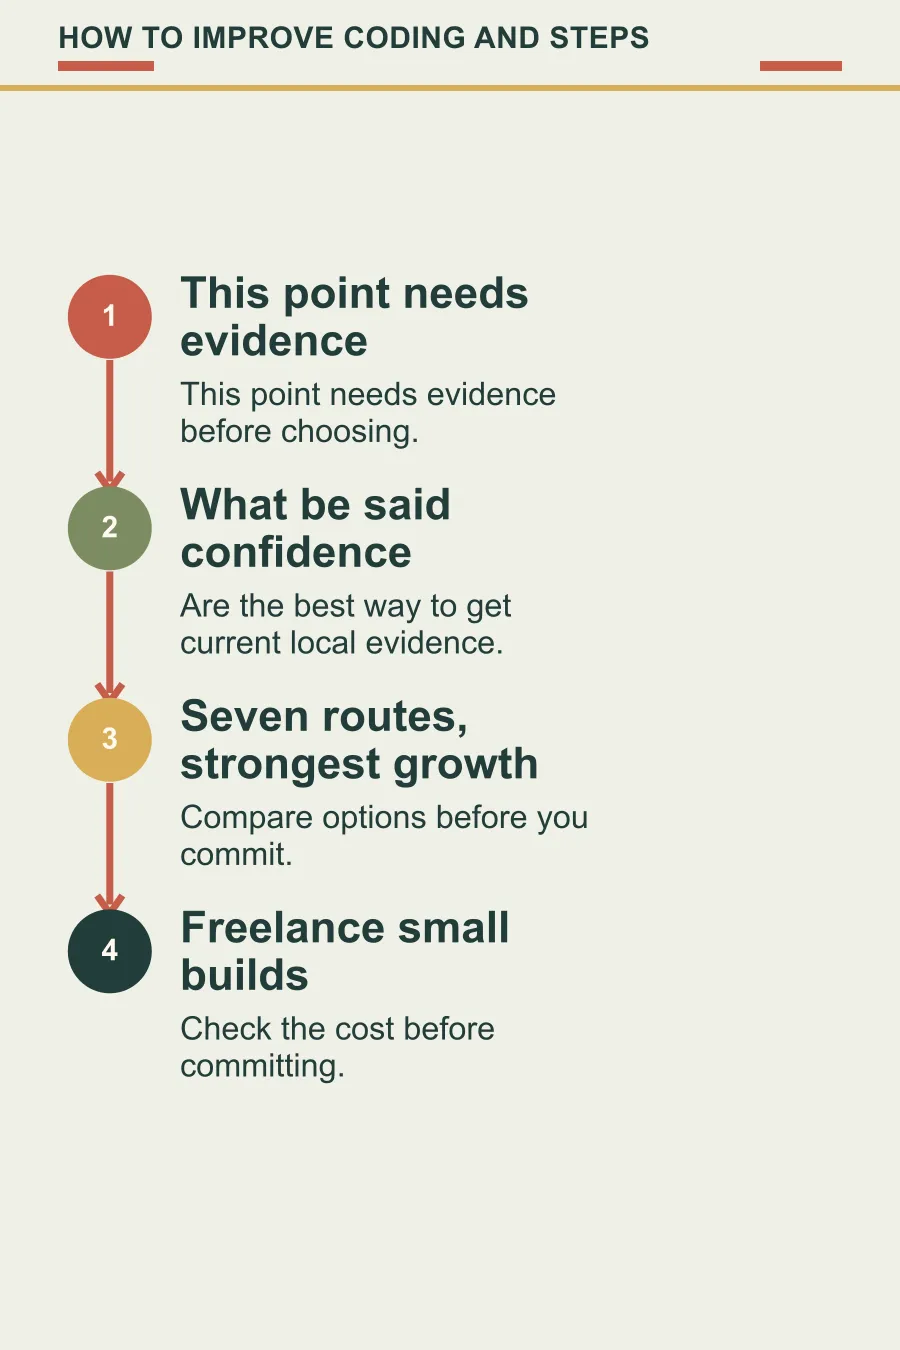 HOW TO IMPROVE CODING AND STEPS
1
This point needs
evidence
This point needs evidence
before choosing.
2
What be said
confidence
Are the best way to get
current local evidence.
3
Seven routes,
strongest growth
Compare options before you
commit.
4
Freelance small
builds
Check the cost before
committing.